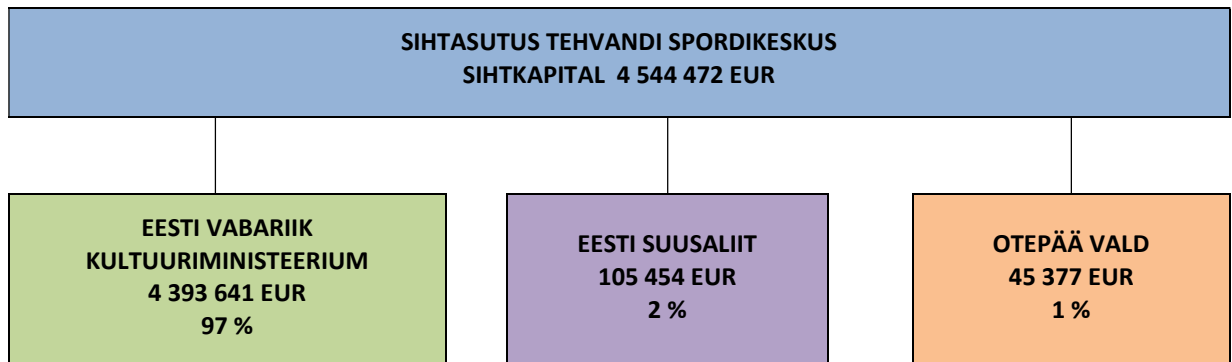 SIHTASUTUS TEHVANDI SPORDIKESKUS
SIHTKAPITAL 4 544 472 EUR
EESTI VABARIIK
KULTUURIMINISTEERIUM
4 393 641 EUR
97 %
EESTI SUUSALIIT
105 454 EUR
2 %
OTEPÄÄ VALD
45 377 EUR
1 %